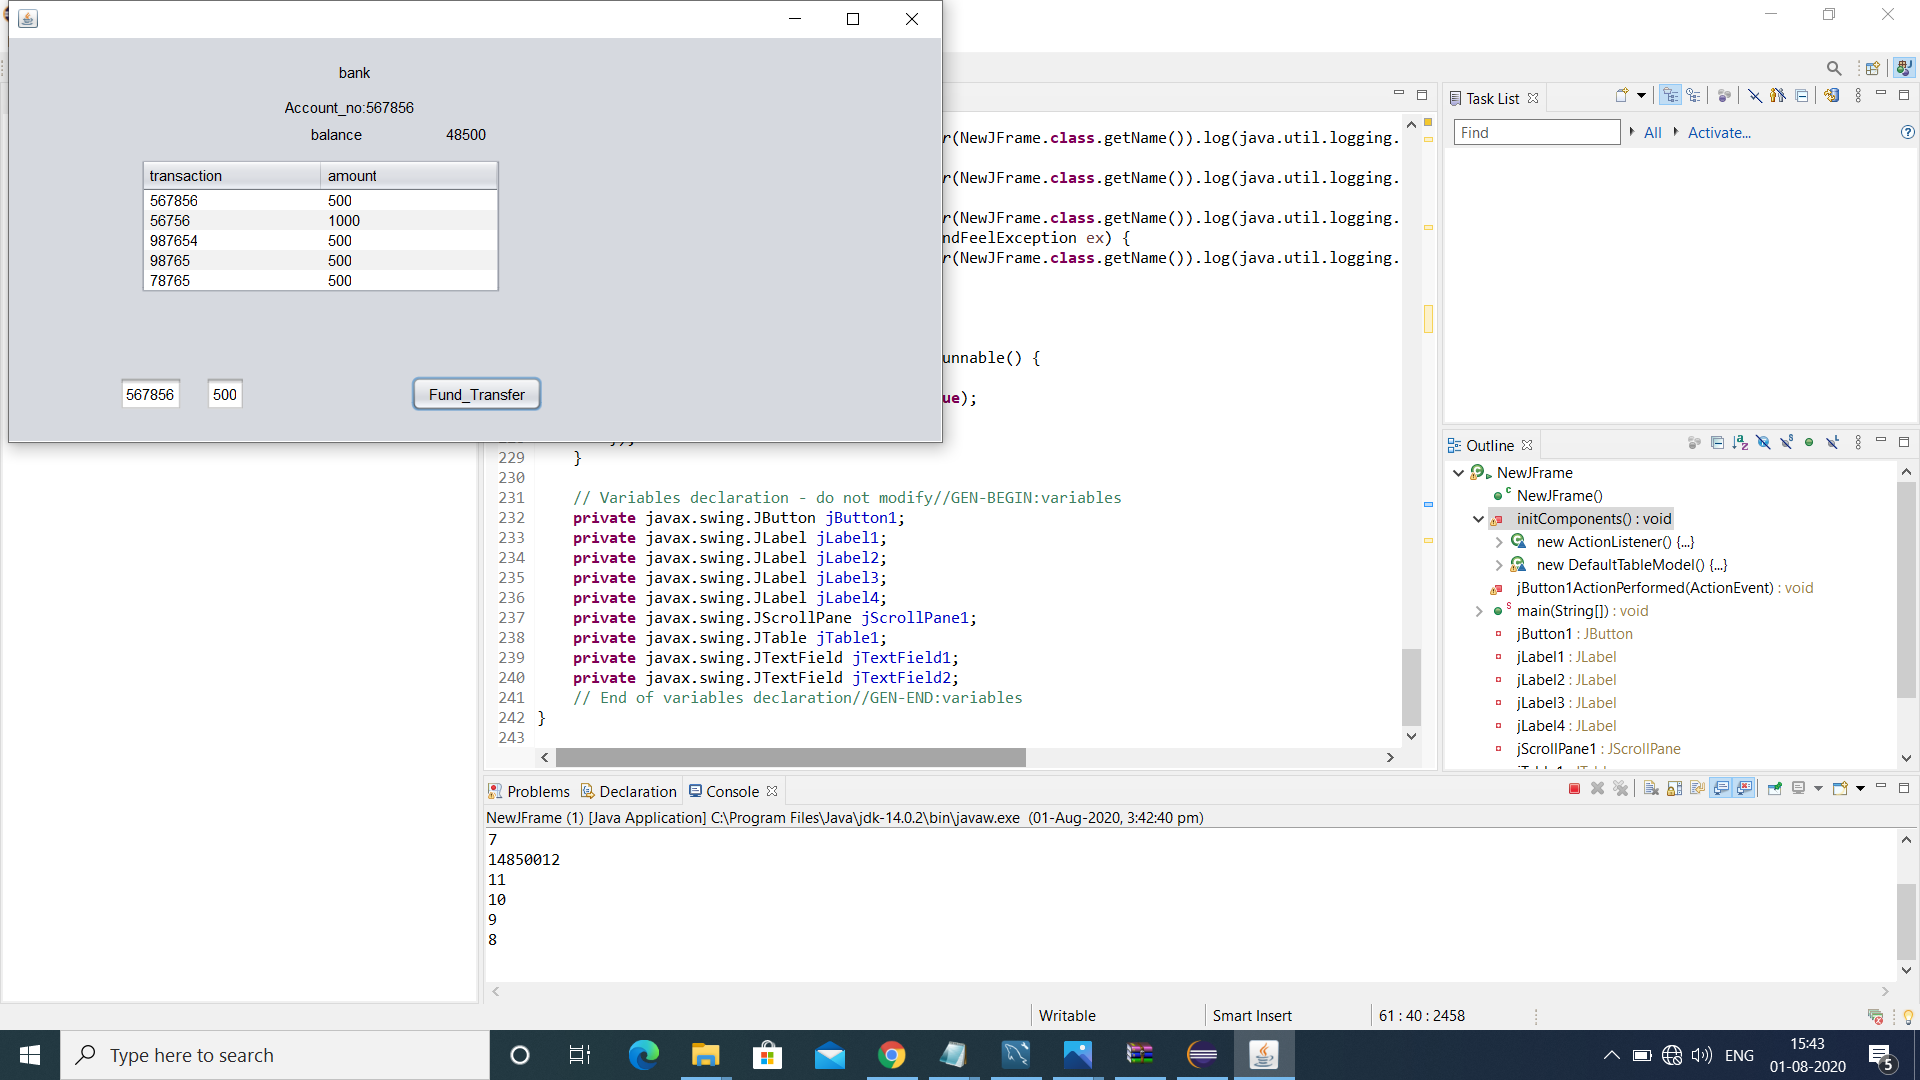 bank
Account_no:567856
balance 48500
transaction amount
567856 500
56756 1000
987654 500
98765 500
78765 500
567856 500 Fund_Transfer
r(NewJFrame.class.getName()).log(java.util.logging.
r(NewJFrame.class.getName()).log(java.util.logging.
r(NewJFrame.class.getName()).log(java.util.logging.
ndFeelException ex) {
r(NewJFrame.class.getName()).log(java.util.logging.
unnable() {
ue);
229 }
230
231 // Variables declaration - do not modify//GEN-BEGIN:variables
232 private javax.swing.JButton jButton1;
233 private javax.swing.JLabel jLabel1;
234 private javax.swing.JLabel jLabel2;
235 private javax.swing.JLabel jLabel3;
236 private javax.swing.JLabel jLabel4;
237 private javax.swing.JScrollPane jScrollPane1;
238 private javax.swing.JTable jTable1;
239 private javax.swing.JTextField jTextField1;
240 private javax.swing.JTextField jTextField2;
241 // End of variables declaration//GEN-END:variables
242 }
243
Task List
Find All Activate...
Outline
NewJFrame
NewJFrame()
initComponents() : void
new ActionListener() {...}
new DefaultTableModel() {...}
jButton1ActionPerformed(ActionEvent) : void
main(String[]) : void
jButton1 : JButton
jLabel1 : JLabel
jLabel2 : JLabel
jLabel3 : JLabel
jLabel4 : JLabel
jScrollPane1 : JScrollPane
Problems Declaration Console
NewJFrame (1) [Java Application] C:\Program Files\Java\jdk-14.0.2\bin\javaw.exe (01-Aug-2020, 3:42:40 pm)
7
14850012
11
10
9
8
Writable Smart Insert 61 : 40 : 2458
Type here to search
ENG
15:43
01-08-2020
5